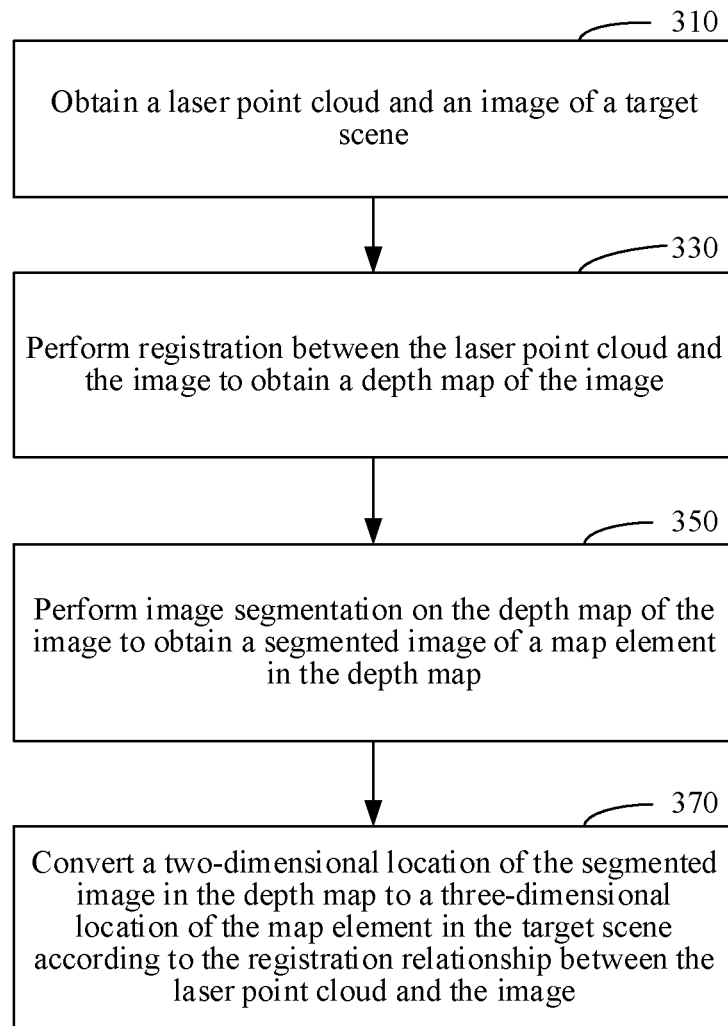 310
Obtain a laser point cloud and an image of a target
scene
330
Perform registration between the laser point cloud and
the image to obtain a depth map of the image
350
Perform image segmentation on the depth map of the
image to obtain a segmented image of a map element
in the depth map
370
Convert a two-dimensional location of the segmented
image in the depth map to a three-dimensional
location of the map element in the target scene
according to the registration relationship between the
laser point cloud and the image